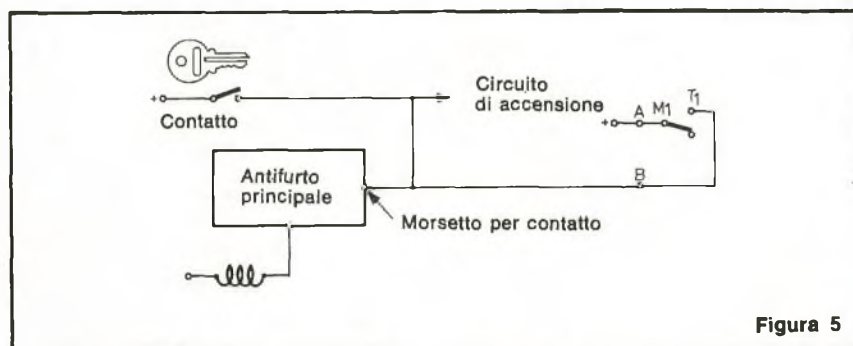 Circuito
di accensione
+
Contatto
+
A
M1
T1
Antifurto
principale
B
Morsetto per contatto
Figura 5